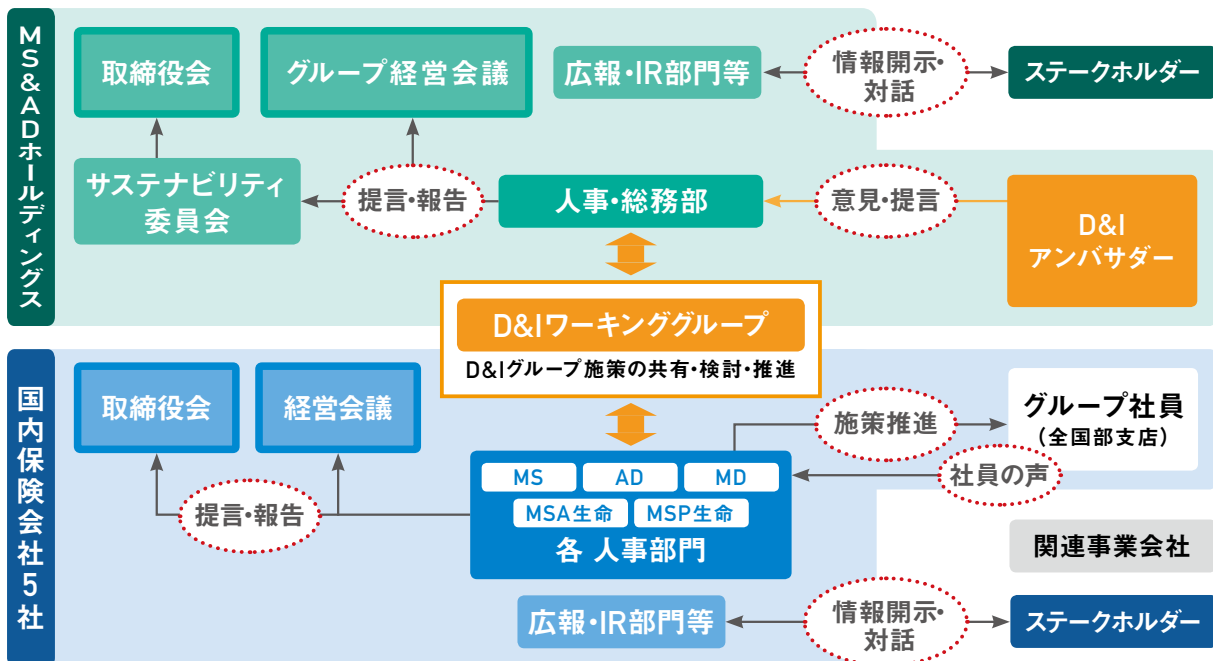 MS&ADホールディングス
取締役会
グループ経営会議
広報・IR部門等
情報開示・
対話
ステークホルダー
サステナビリティ
委員会
提言・報告
人事・総務部
意見・提言
D&I
アンバサダー
D&Iワーキンググループ
D&Iグループ施策の共有・検討・推進
国内保険会社5社
取締役会
経営会議
施策推進
グループ社員
（全国部支店）
社員の声
提言・報告
MS
AD
MD
MSA生命
MSP生命
各 人事部門
関連事業会社
広報・IR部門等
情報開示・
対話
ステークホルダー